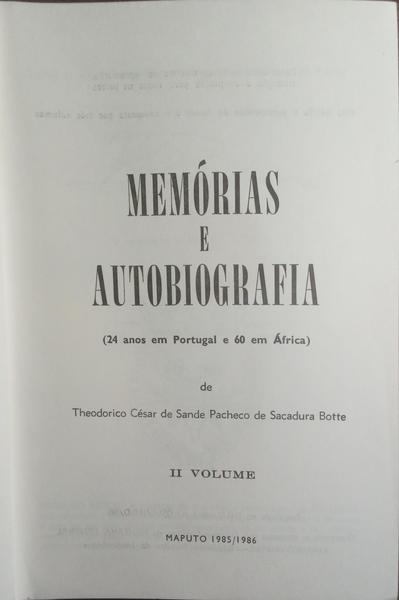 MEMÓRIAS
E
AUTOBIOGRAFIA
(24 anos em Portugal e 60 em África)
de
Theodorico César de Sande Pacheco de Sacadura Botte
II VOLUME
MAPUTO 1985/1986